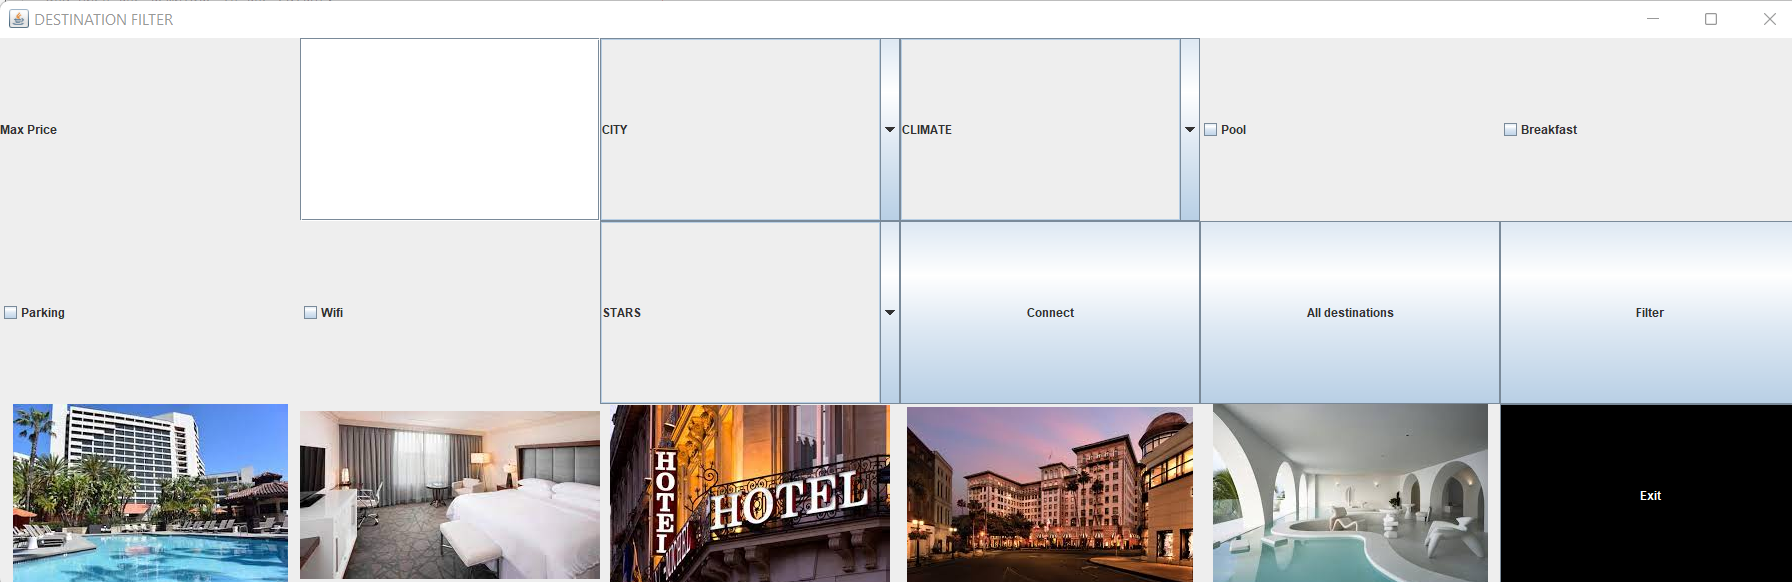 DESTINATION FILTER
Max Price
CITY
CLIMATE
Pool
Breakfast
Parking
Wifi
STARS
Connect
All destinations
Filter
HOTEL
HOTEL
Exit